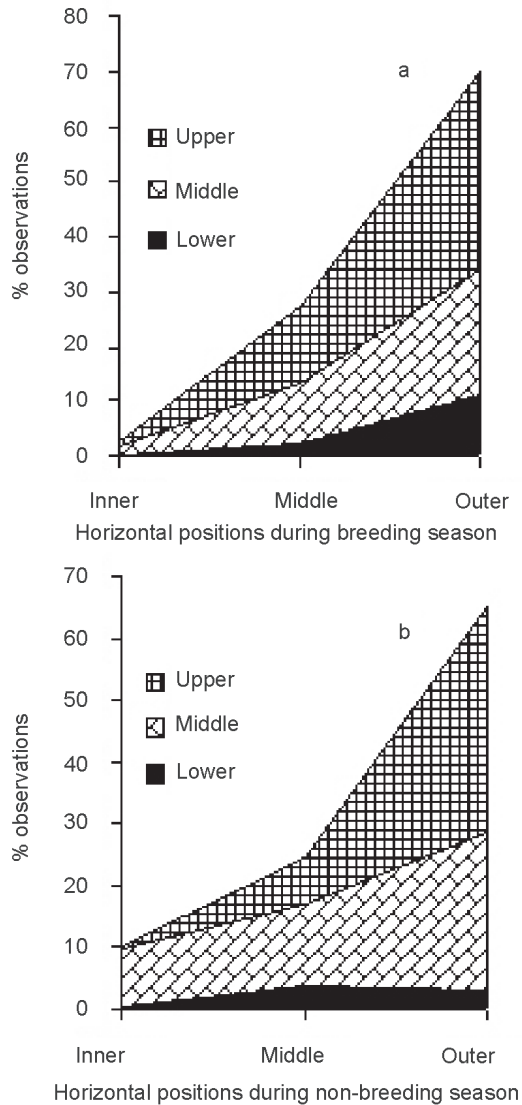 80
70
a
60
Upper
50
Middle
40
Lower
30
20
10
0
% observations
Inner Middle Outer
Horizontal positions during breeding season
70
60
b
50
Upper
Middle
40
Lower
30
20
10
0
% observations
Inner Middle Outer
Horizontal positions during non-breeding season